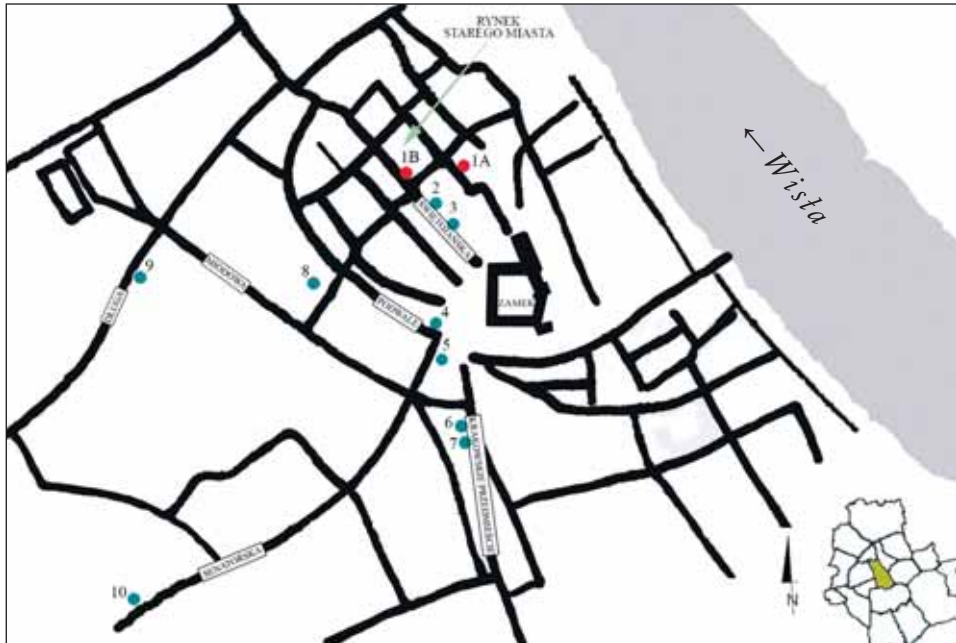 RYNEK
STAREGO MIASTA
1B
1A
2
3
ŚWIĘTOJAŃSKA
← Wisła
9
MIODOWA
8
ZAMEK
DŁUGA
PODWALE
4
5
6
7
KRAKOWSKIE PRZEDMIEŚCIE
SENATORSKA
10
N